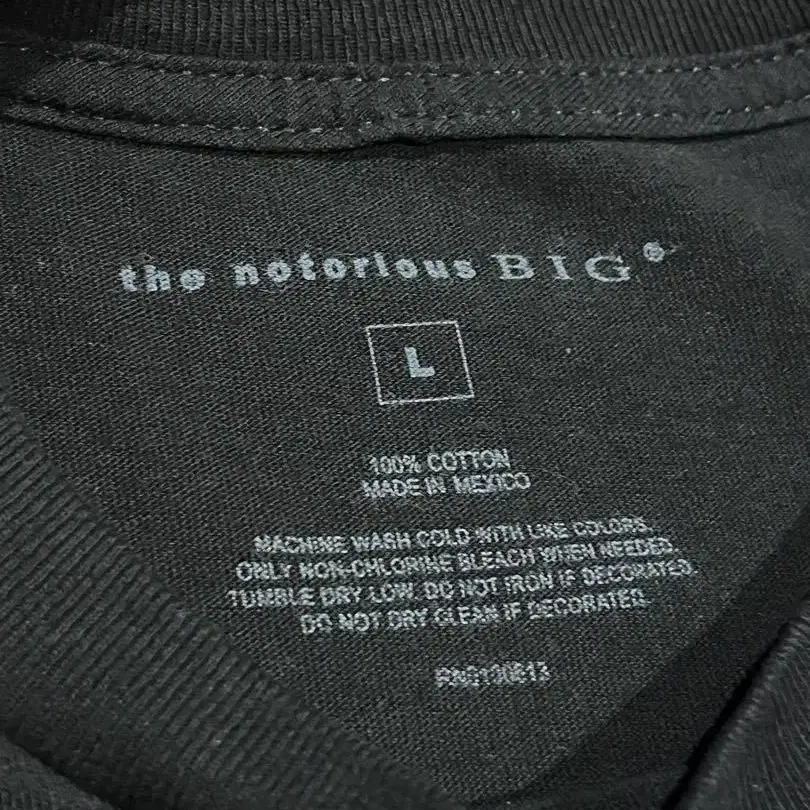 the notorious BIG®
L
100% COTTON
MADE IN MEXICO
MACHINE WASH COLD WITH LIKE COLORS.
ONLY NON-CHLORINE BLEACH WHEN NEEDED.
TUMBLE DRY LOW. DO NOT IRON IF DECORATED.
DO NOT DRY CLEAN IF DECORATED.